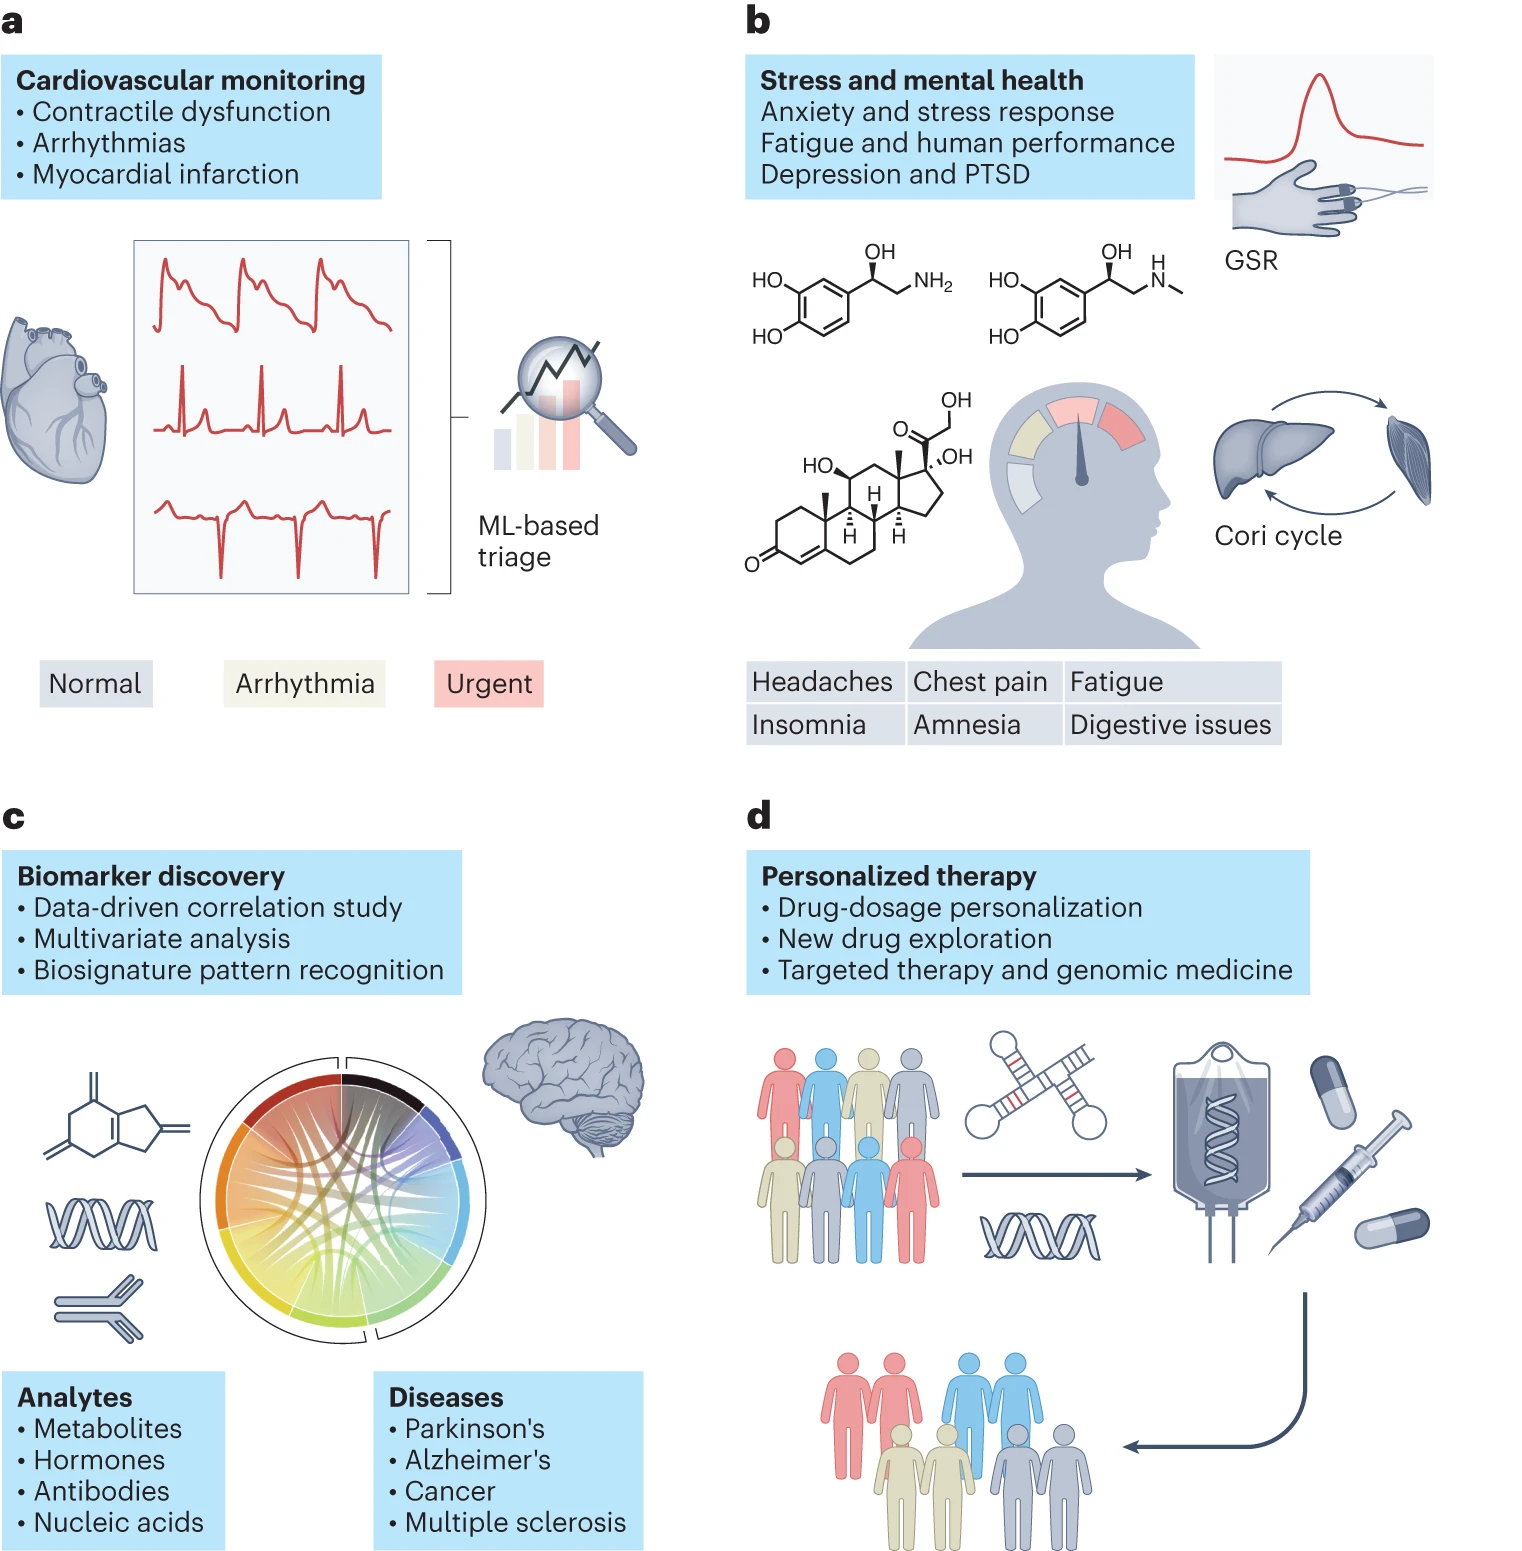 a
Cardiovascular monitoring
• Contractile dysfunction
• Arrhythmias
• Myocardial infarction
ML-based
triage
Normal
Arrhythmia
Urgent
b
Stress and mental health
Anxiety and stress response
Fatigue and human performance
Depression and PTSD
GSR
OH
HO
NH₂
HO
OH
H
HO
N
HO
OH
O
OH
HO
H
H
H
O
Cori cycle
Headaches
Chest pain
Fatigue
Insomnia
Amnesia
Digestive issues
c
Biomarker discovery
• Data-driven correlation study
• Multivariate analysis
• Biosignature pattern recognition
Analytes
• Metabolites
• Hormones
• Antibodies
• Nucleic acids
Diseases
• Parkinson's
• Alzheimer's
• Cancer
• Multiple sclerosis
d
Personalized therapy
• Drug-dosage personalization
• New drug exploration
• Targeted therapy and genomic medicine